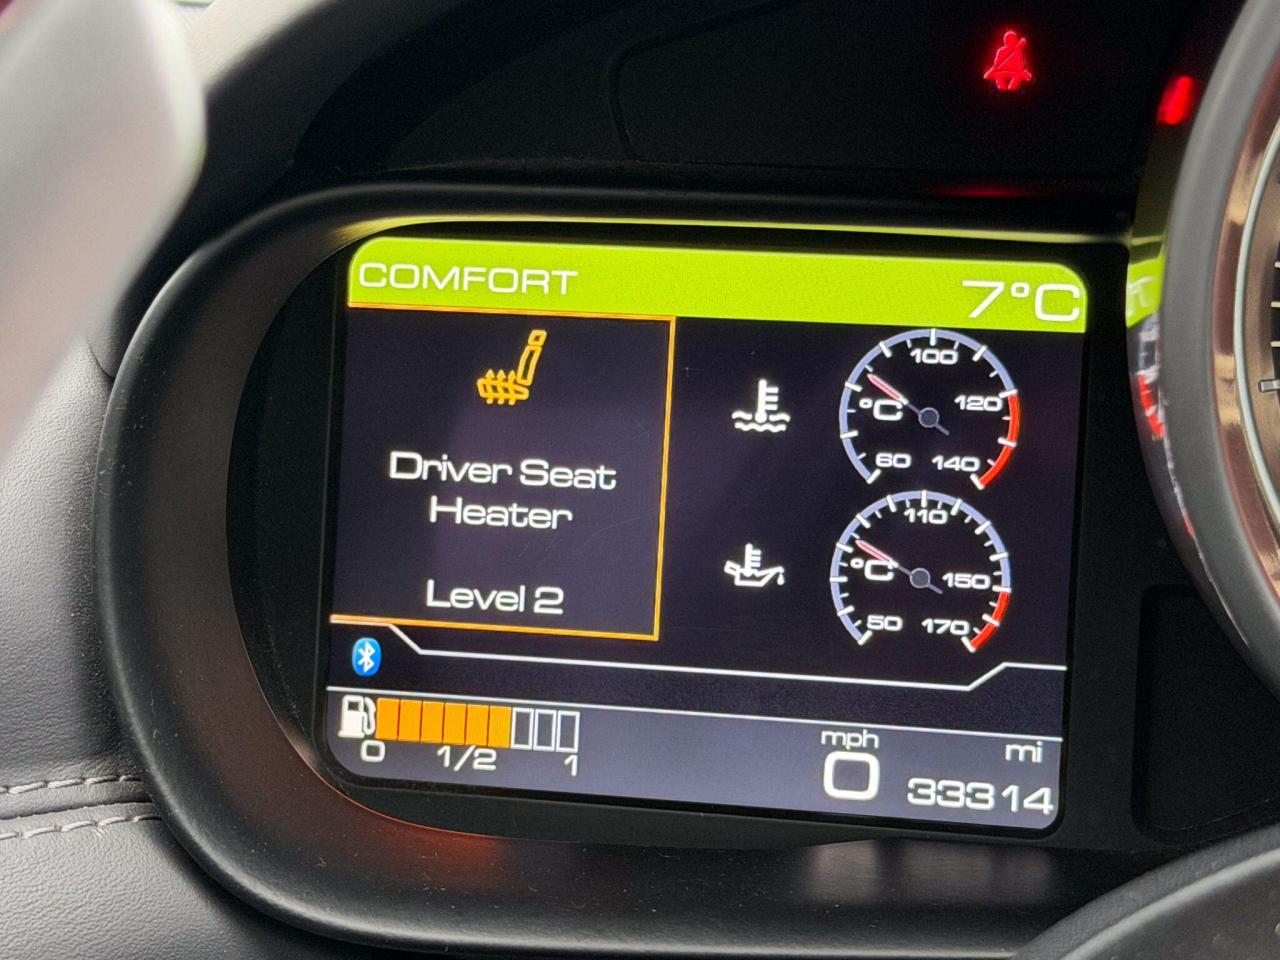 COMFORT
7°C
Driver Seat
Heater
Level 2
100
°C
120
60
140
110
°C
150
50
170
0
1/2
1
mph
0
mi
33314